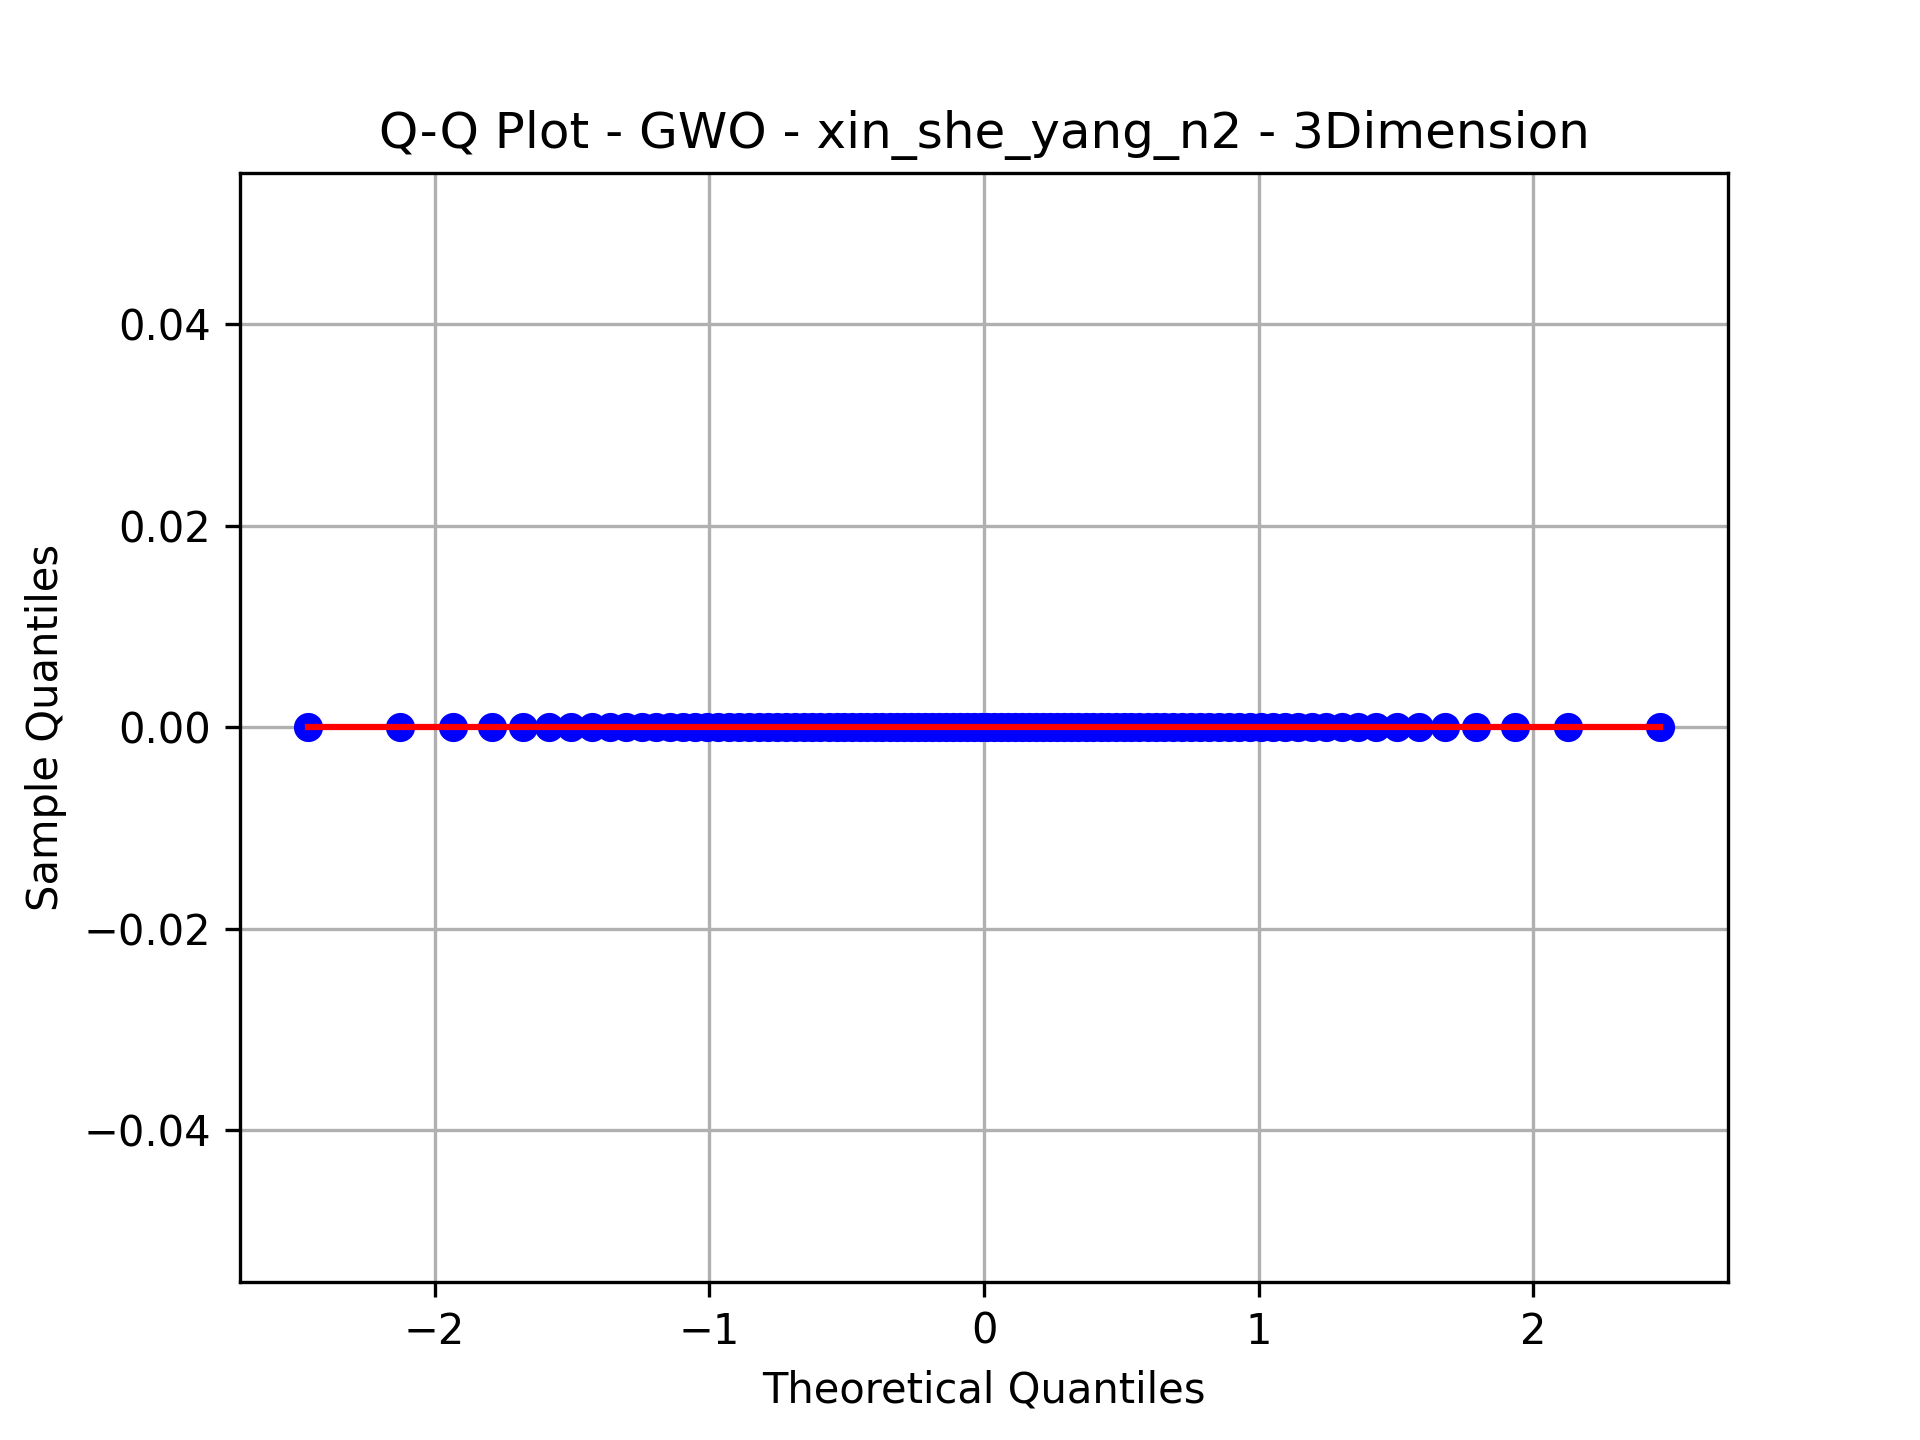 Q-Q Plot - GWO - xin_she_yang_n2 - 3Dimension
Sample Quantiles
0.04
0.02
0.00
−0.02
−0.04
−2 −1 0 1 2
Theoretical Quantiles